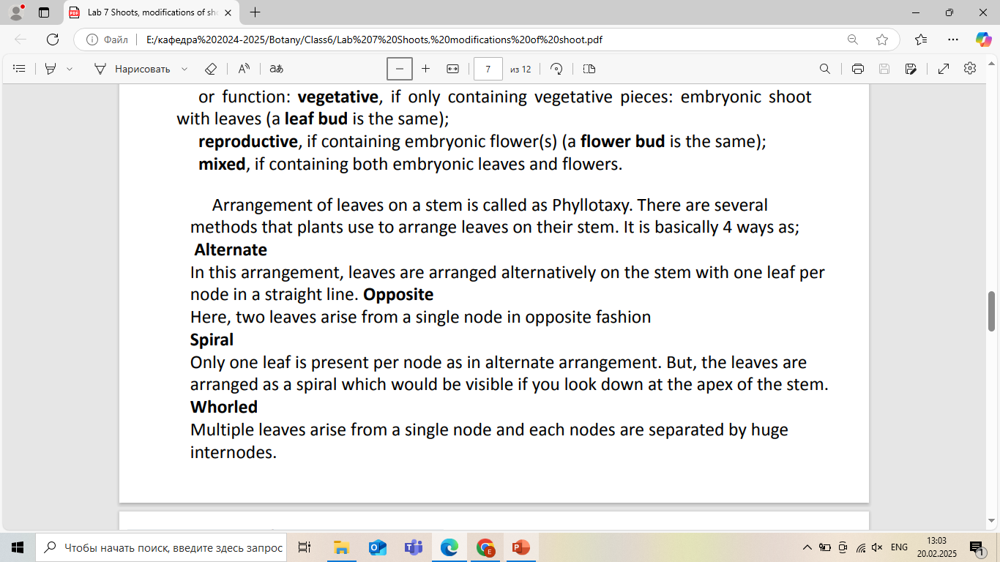 Lab 7 Shoots, modifications of sh
Файл
E:/кафедра%202024-2025/Botany/Class6/Lab%207%20Shoots,%20modifications%20of%20shoot.pdf
Нарисовать
A
aあ
7
из 12
or function: vegetative, if only containing vegetative pieces: embryonic shoot
with leaves (a leaf bud is the same);
reproductive, if containing embryonic flower(s) (a flower bud is the same);
mixed, if containing both embryonic leaves and flowers.
Arrangement of leaves on a stem is called as Phyllotaxy. There are several
methods that plants use to arrange leaves on their stem. It is basically 4 ways as;
Alternate
In this arrangement, leaves are arranged alternatively on the stem with one leaf per
node in a straight line. Opposite
Here, two leaves arise from a single node in opposite fashion
Spiral
Only one leaf is present per node as in alternate arrangement. But, the leaves are
arranged as a spiral which would be visible if you look down at the apex of the stem.
Whorled
Multiple leaves arise from a single node and each nodes are separated by huge
internodes.
Чтобы начать поиск, введите здесь запрос
ENG
13:03
20.02.2025
1